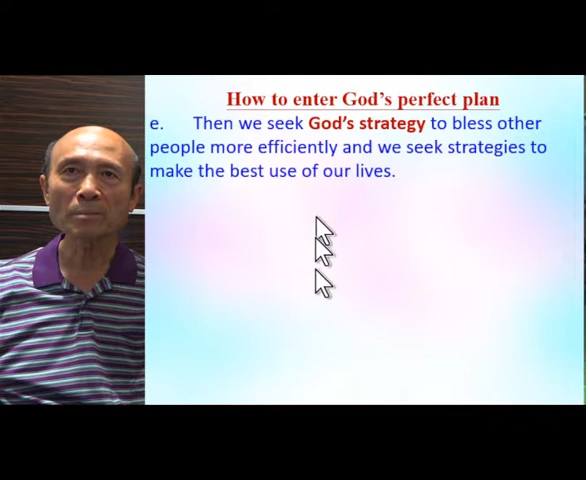 How to enter God's perfect plan
e. Then we seek God's strategy to bless other
people more efficiently and we seek strategies to
make the best use of our lives.